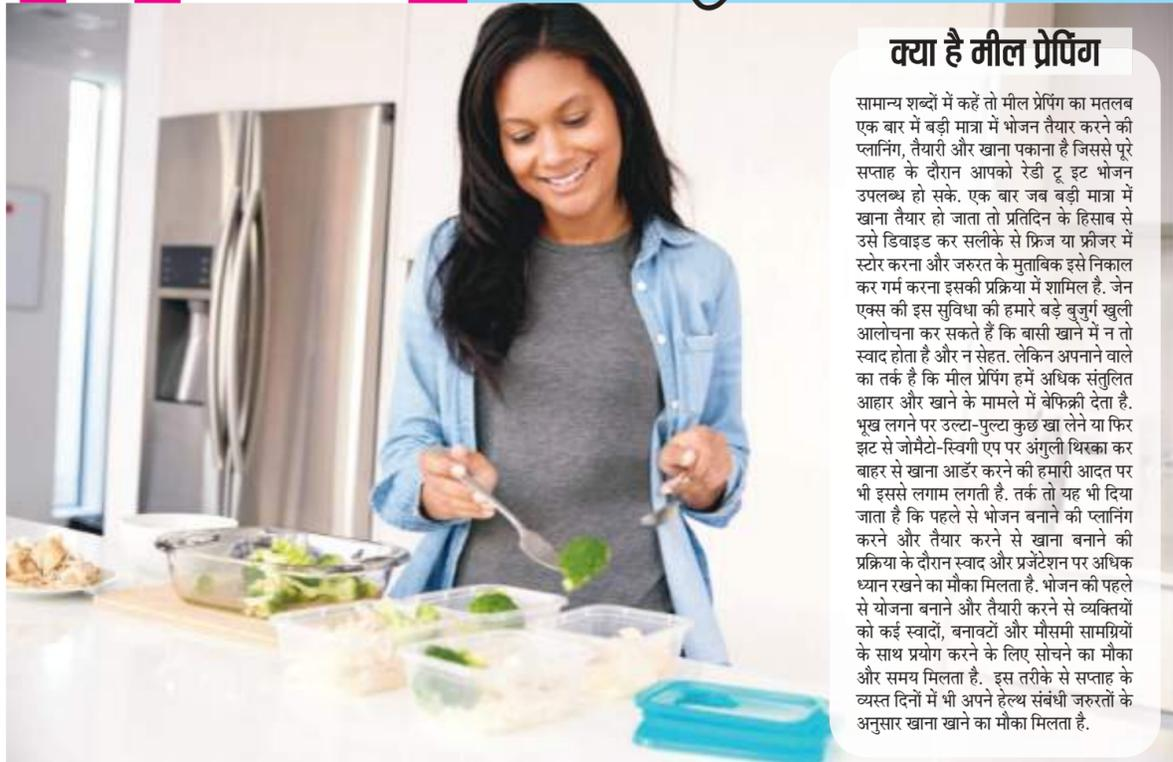 क्या है मील प्रेपिंग
सामान्य शब्दों में कहें तो मील प्रेपिंग का मतलब
एक बार में बड़ी मात्रा में भोजन तैयार करने की
प्लानिंग, तैयारी और खाना पकाना है जिससे पूरे
सप्ताह के दौरान आपको रेडी टू इट भोजन
उपलब्ध हो सके. एक बार जब बड़ी मात्रा में
खाना तैयार हो जाता तो प्रतिदिन के हिसाब से
उसे डिवाइड कर सलीके से फ्रिज या फ्रीजर में
स्टोर करना और जरुरत के मुताबिक इसे निकाल
कर गर्म करना इसकी प्रक्रिया में शामिल है. जेन
एक्स की इस सुविधा की हमारे बड़े बुजुर्ग खुली
आलोचना कर सकते हैं कि बासी खाने में न तो
स्वाद होता है और न सेहत. लेकिन अपनाने वाले
का तर्क है कि मील प्रेपिंग हमें अधिक संतुलित
आहार और खाने के मामले में बेफिक्री देता है.
भूख लगने पर उल्टा-पुल्टा कुछ खा लेने या फिर
झट से जोमैटो-स्विगी एप पर अंगुली थिरका कर
बाहर से खाना आर्डर करने की हमारी आदत पर
भी इससे लगाम लगती है. तर्क तो यह भी दिया
जाता है कि पहले से भोजन बनाने की प्लानिंग
करने और तैयार करने से खाना बनाने की
प्रक्रिया के दौरान स्वाद और प्रजेंटेशन पर अधिक
ध्यान रखने का मौका मिलता है. भोजन की पहले
से योजना बनाने और तैयारी करने से व्यक्तियों
को कई स्वादों, बनावटों और मौसमी सामग्रियों
के साथ प्रयोग करने के लिए सोचने का मौका
और समय मिलता है. इस तरीके से सप्ताह के
व्यस्त दिनों में भी अपने हेल्थ संबंधी जरुरतों के
अनुसार खाना खाने का मौका मिलता है.